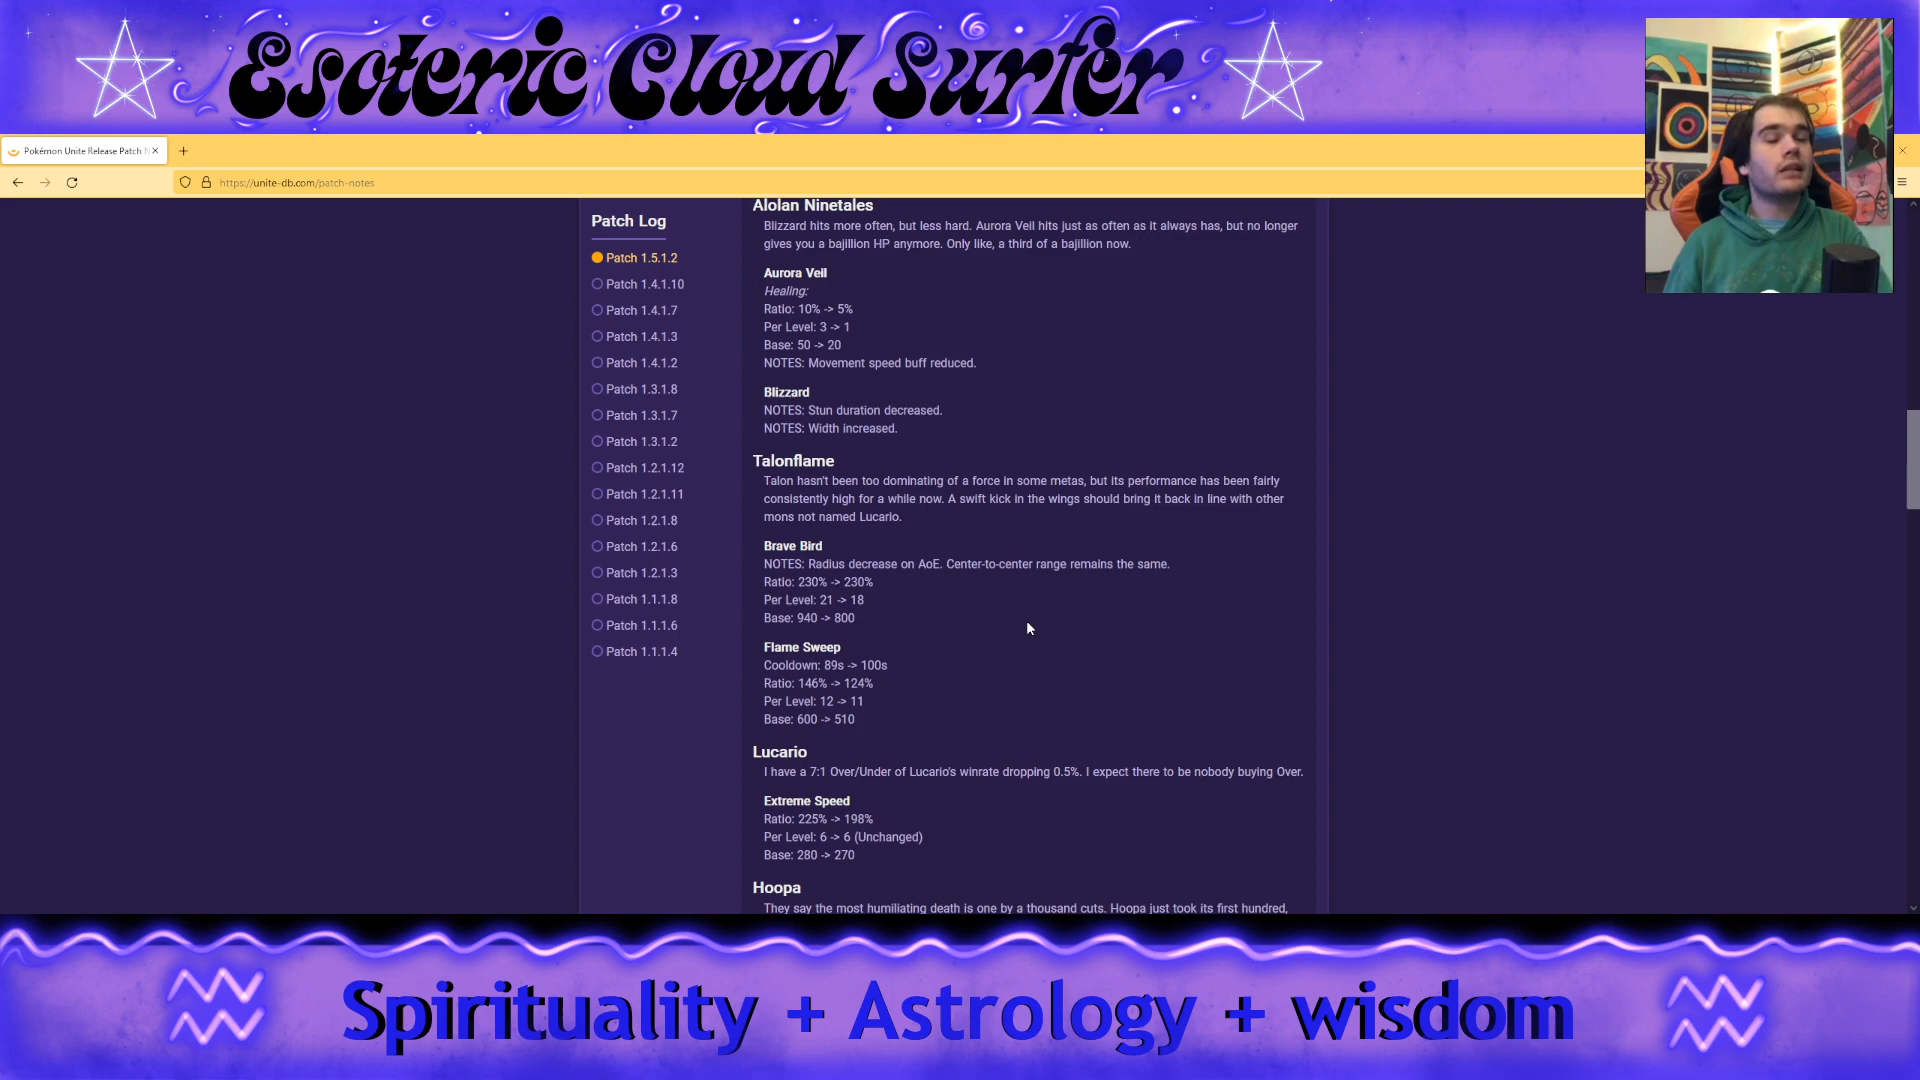 Esoteric Cloud Surfer
Pokémon Unite Release Patch N
https://unite-db.com/patch-notes
Patch Log
Patch 1.5.1.2
Patch 1.4.1.10
Patch 1.4.1.7
Patch 1.4.1.3
Patch 1.4.1.2
Patch 1.3.1.8
Patch 1.3.1.7
Patch 1.3.1.2
Patch 1.2.1.12
Patch 1.2.1.11
Patch 1.2.1.8
Patch 1.2.1.6
Patch 1.2.1.3
Patch 1.1.1.8
Patch 1.1.1.6
Patch 1.1.1.4
Alolan Ninetales
Blizzard hits more often, but less hard. Aurora Veil hits just as often as it always has, but no longer
gives you a bajillion HP anymore. Only like, a third of a bajillion now.
Aurora Veil
Healing:
Ratio: 10% -> 5%
Per Level: 3 -> 1
Base: 50 -> 20
NOTES: Movement speed buff reduced.
Blizzard
NOTES: Stun duration decreased.
NOTES: Width increased.
Talonflame
Talon hasn't been too dominating of a force in some metas, but its performance has been fairly
consistently high for a while now. A swift kick in the wings should bring it back in line with other
mons not named Lucario.
Brave Bird
NOTES: Radius decrease on AoE. Center-to-center range remains the same.
Ratio: 230% -> 230%
Per Level: 21 -> 18
Base: 940 -> 800
Flame Sweep
Cooldown: 89s -> 100s
Ratio: 146% -> 124%
Per Level: 12 -> 11
Base: 600 -> 510
Lucario
I have a 7:1 Over/Under of Lucario's winrate dropping 0.5%. I expect there to be nobody buying Over.
Extreme Speed
Ratio: 225% -> 198%
Per Level: 6 -> 6 (Unchanged)
Base: 280 -> 270
Hoopa
They say the most humiliating death is one by a thousand cuts. Hoopa just took its first hundred,
Spirituality + Astrology + wisdom